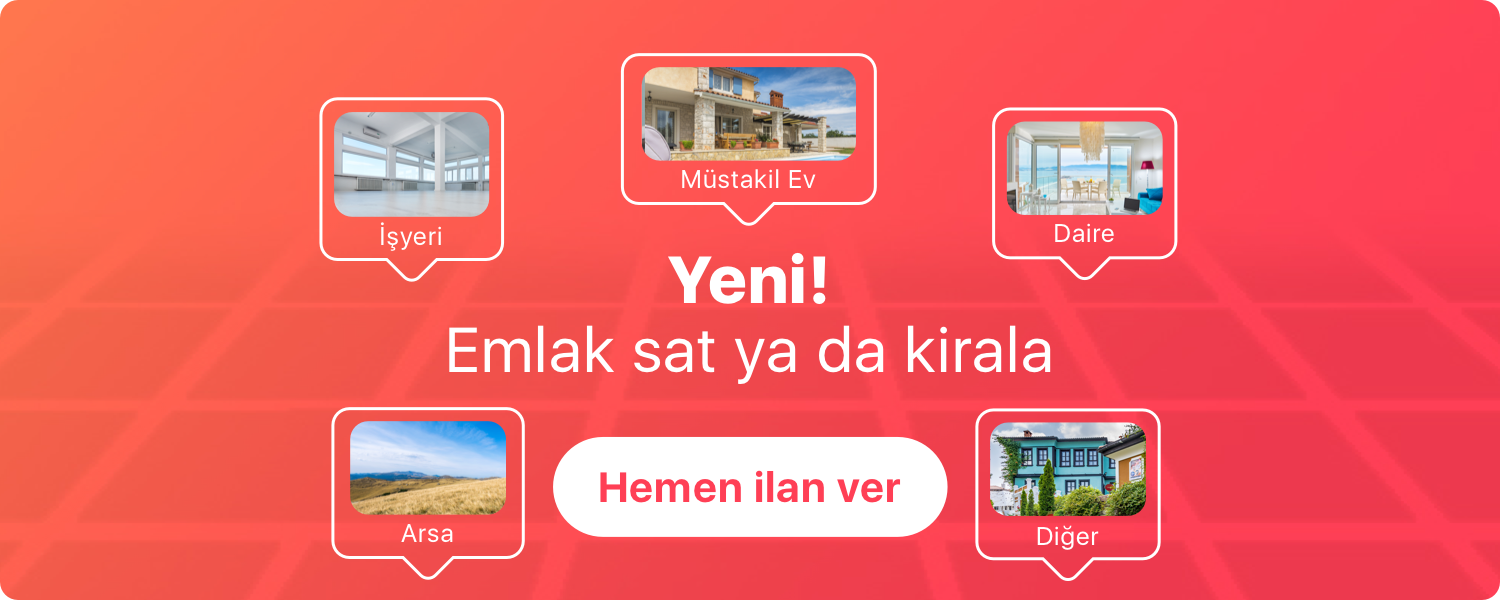 Müstakil Ev
İşyeri
Daire
Yeni!
Emlak sat ya da kirala
Hemen ilan ver
Arsa
Diğer